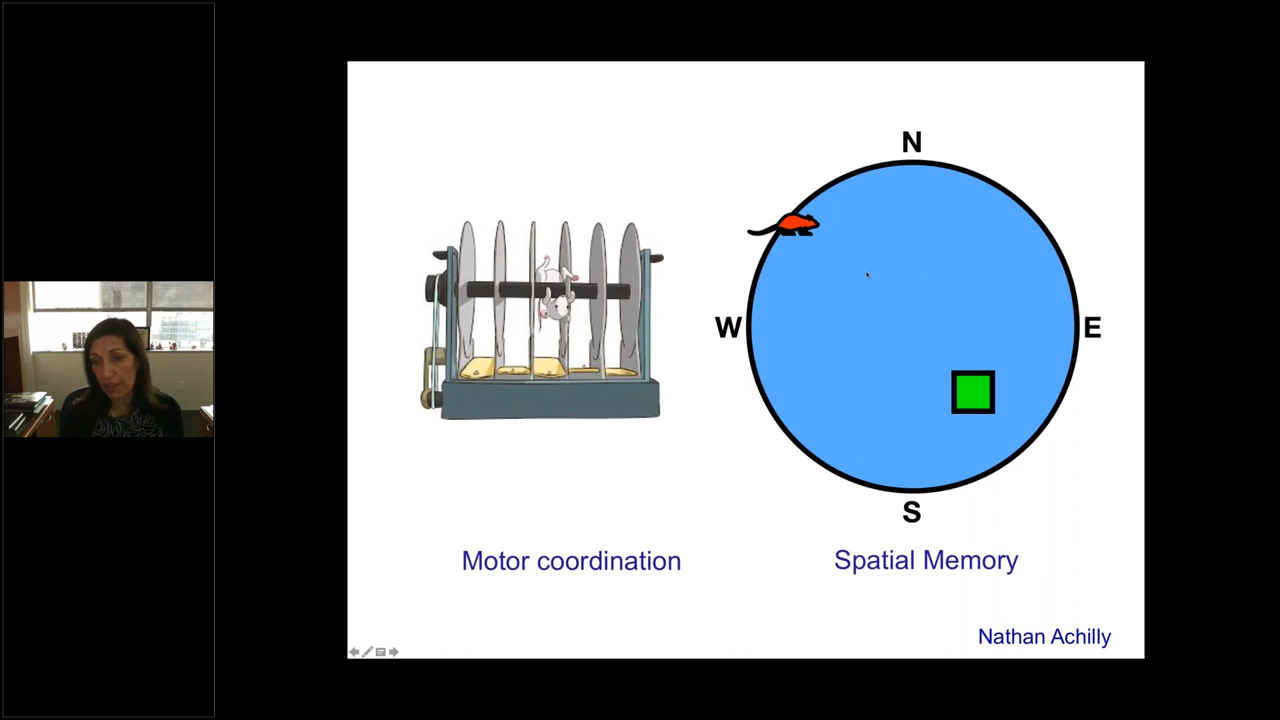 N
W
E
S
Motor coordination
Spatial Memory
Nathan Achilly